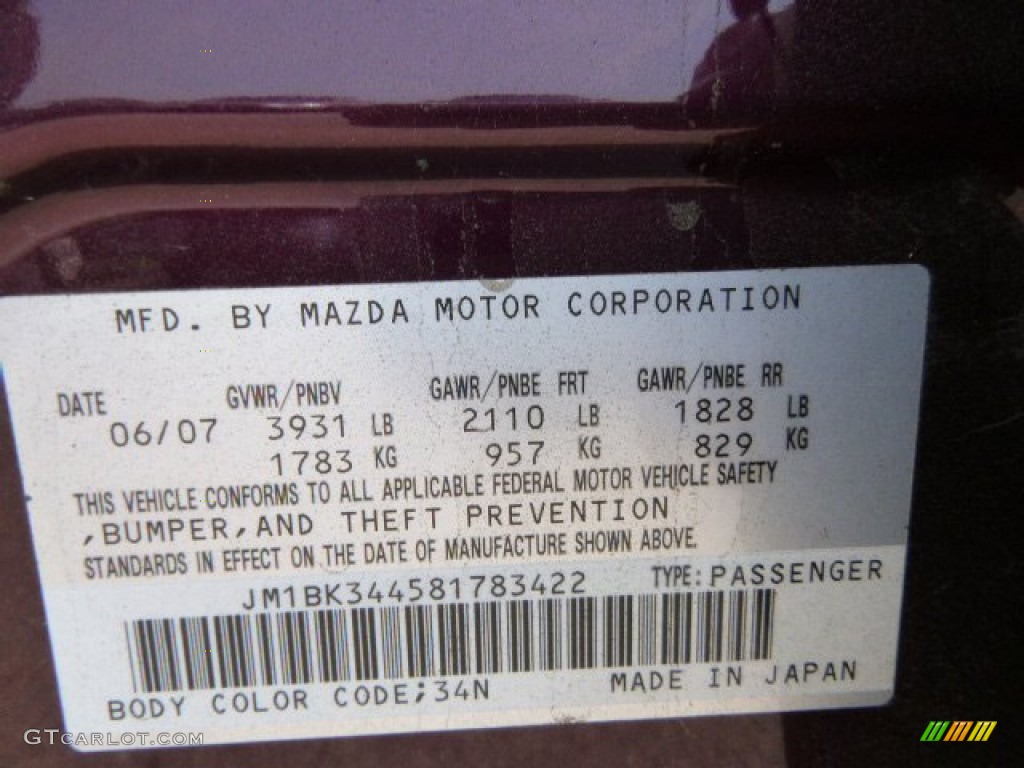 MFD. BY MAZDA MOTOR CORPORATION
DATE GVWR/PNBV GAWR/PNBE FRT GAWR/PNBE RR
06/07 3931 LB 2110 LB 1828 LB
1783 KG 957 KG 829 KG
THIS VEHICLE CONFORMS TO ALL APPLICABLE FEDERAL MOTOR VEHICLE SAFETY
,BUMPER,AND THEFT PREVENTION
STANDARDS IN EFFECT ON THE DATE OF MANUFACTURE SHOWN ABOVE.
JM1BK344581783422 TYPE:PASSENGER
BODY COLOR CODE;34N MADE IN JAPAN
GTCARLOT.COM